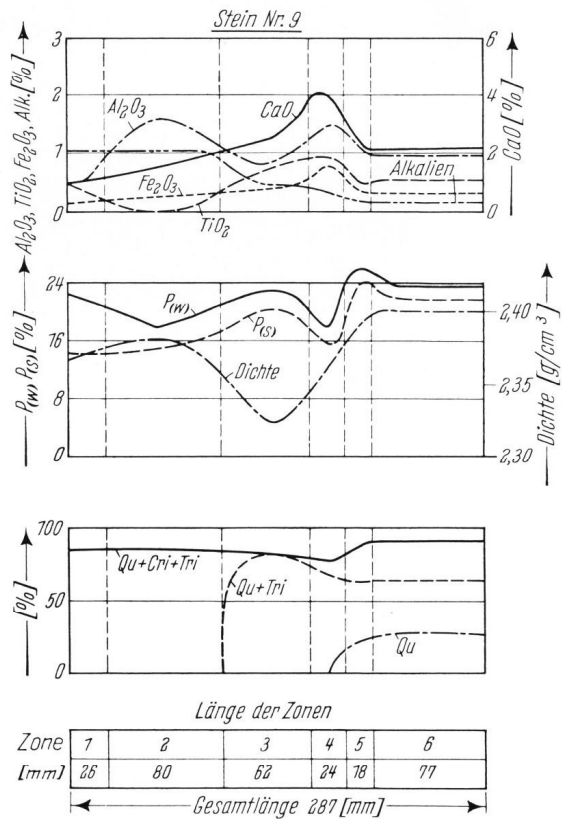 Stein Nr. 9
Al₂O₃, TiO₂, Fe₂O₃, Alk.[%]
3
2
1
0
Al₂O₃
CaO
Fe₂O₃
TiO₂
Alkalien
6
4
2
0
CaO [%]
P(w) P(s) [%]
24
16
8
0
P(w)
P(s)
Dichte
2,40
2,35
2,30
Dichte [g/cm³]
[%]
100
50
0
Qu+Cri+Tri
Qu+Tri
Qu
Länge der Zonen
Zone 1 2 3 4 5 6
[mm] 26 80 62 24 18 77
Gesamtlänge 287 [mm]